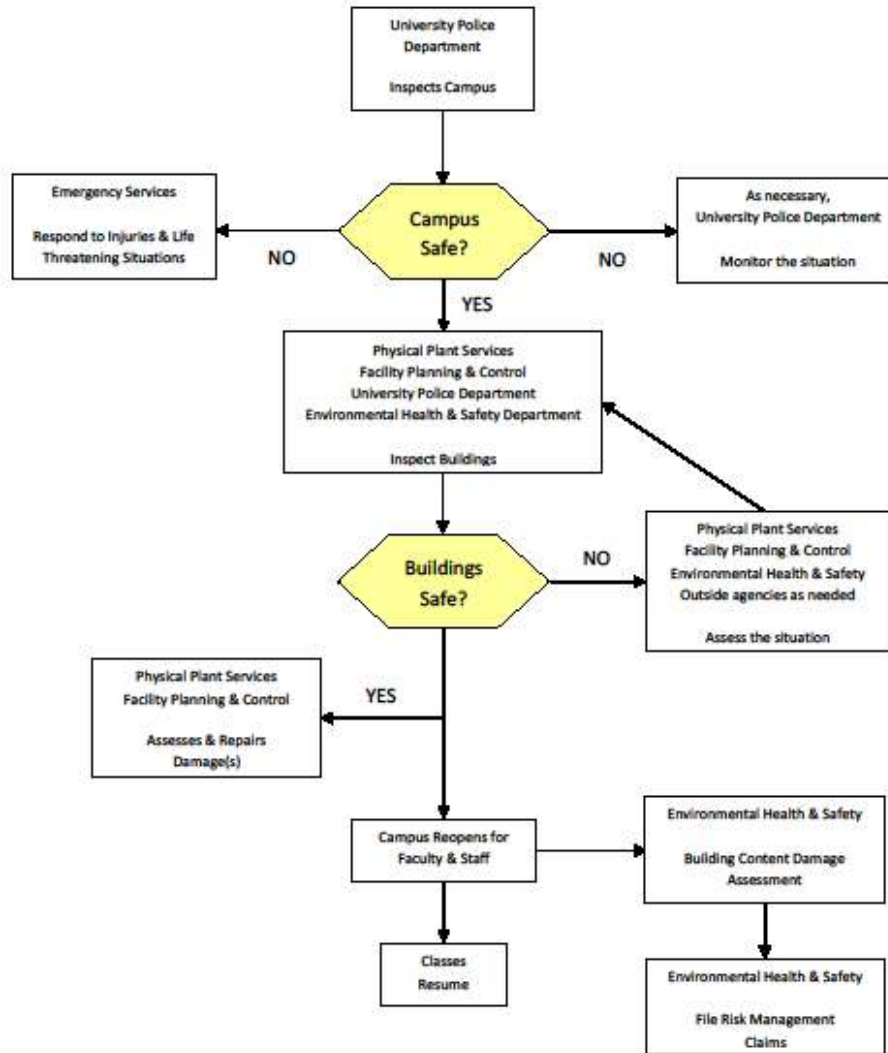 University Police
Department
Inspects Campus
Emergency Services
Respond to Injuries & Life
Threatening Situations
Campus
Safe?
As necessary,
University Police Department
Monitor the situation
NO
NO
YES
Physical Plant Services
Facility Planning & Control
University Police Department
Environmental Health & Safety Department
Inspect Buildings
Buildings
Safe?
NO
Physical Plant Services
Facility Planning & Control
Environmental Health & Safety
Outside agencies as needed
Assess the situation
Physical Plant Services
Facility Planning & Control
Assesses & Repairs
Damage(s)
YES
Campus Reopens for
Faculty & Staff
Environmental Health & Safety
Building Content Damage
Assessment
Classes
Resume
Environmental Health & Safety
File Risk Management
Claims